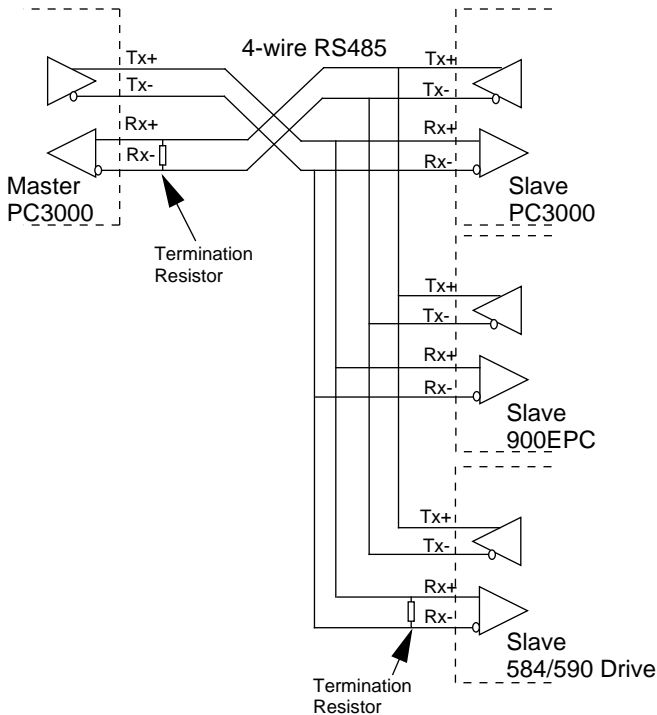 4-wire RS485
Tx+
Tx-
Rx+
Rx-
Master
PC3000
Termination
Resistor
Tx+
Tx-
Rx+
Rx-
Slave
PC3000
Tx+
Tx-
Rx+
Rx-
Slave
900EPC
Tx+
Tx-
Rx+
Rx-
Slave
584/590 Drive
Termination
Resistor